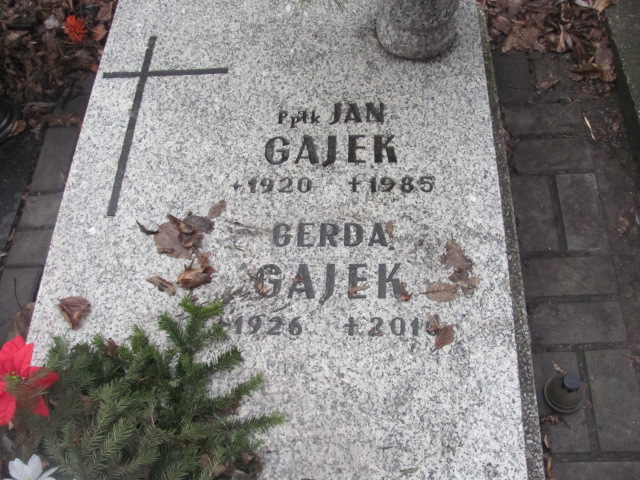 Ppłk JAN
GAJEK
+1920 +1985
GERDA
GAJEK
+1926